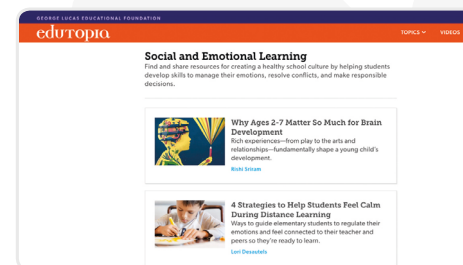 GEORGE LUCAS EDUCATIONAL FOUNDATION
edutopia
TOPICS
VIDEOS
Social and Emotional Learning
Find and share resources for creating a healthy school culture by helping students
develop skills to manage their emotions, resolve conflicts, and make responsible
decisions.
Why Ages 2-7 Matter So Much for Brain
Development
Rich experiences—from play to the arts and
relationships—fundamentally shape a young child's
development.
Rishi Sriram
4 Strategies to Help Students Feel Calm
During Distance Learning
Ways to guide elementary students to regulate their
emotions and feel connected to their teacher and
peers so they're ready to learn.
Lori Desautels